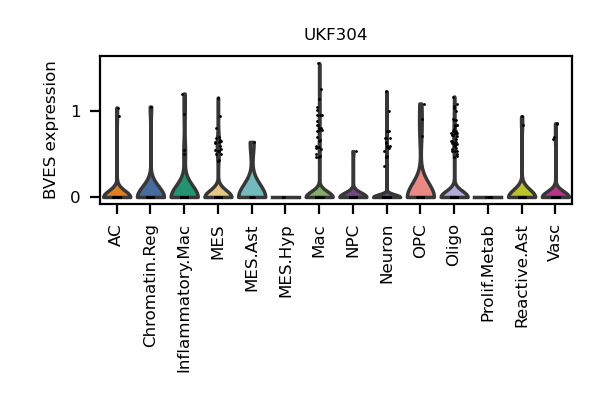 UKF304
BVES expression
1
0
AC
Chromatin.Reg
Inflammatory.Mac
MES
MES.Ast
MES.Hyp
Mac
NPC
Neuron
OPC
Oligo
Prolif.Metab
Reactive.Ast
Vasc